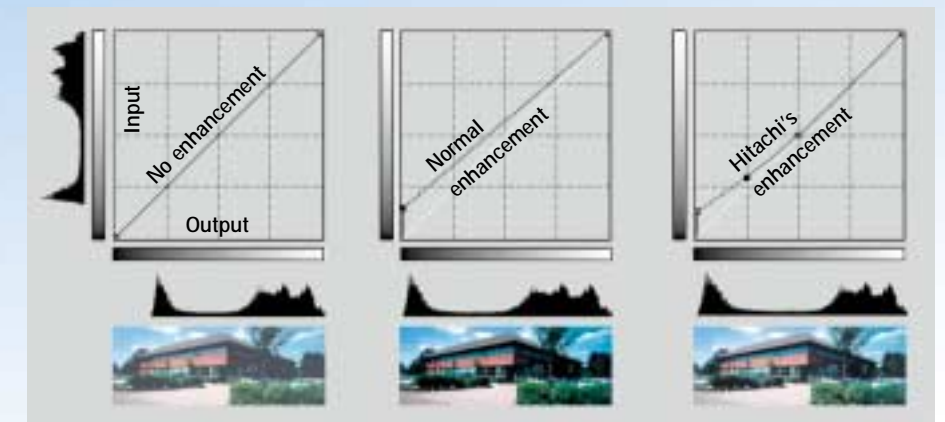 Input
No enhancement
Output
Normal
enhancement
Hitachi's
enhancement